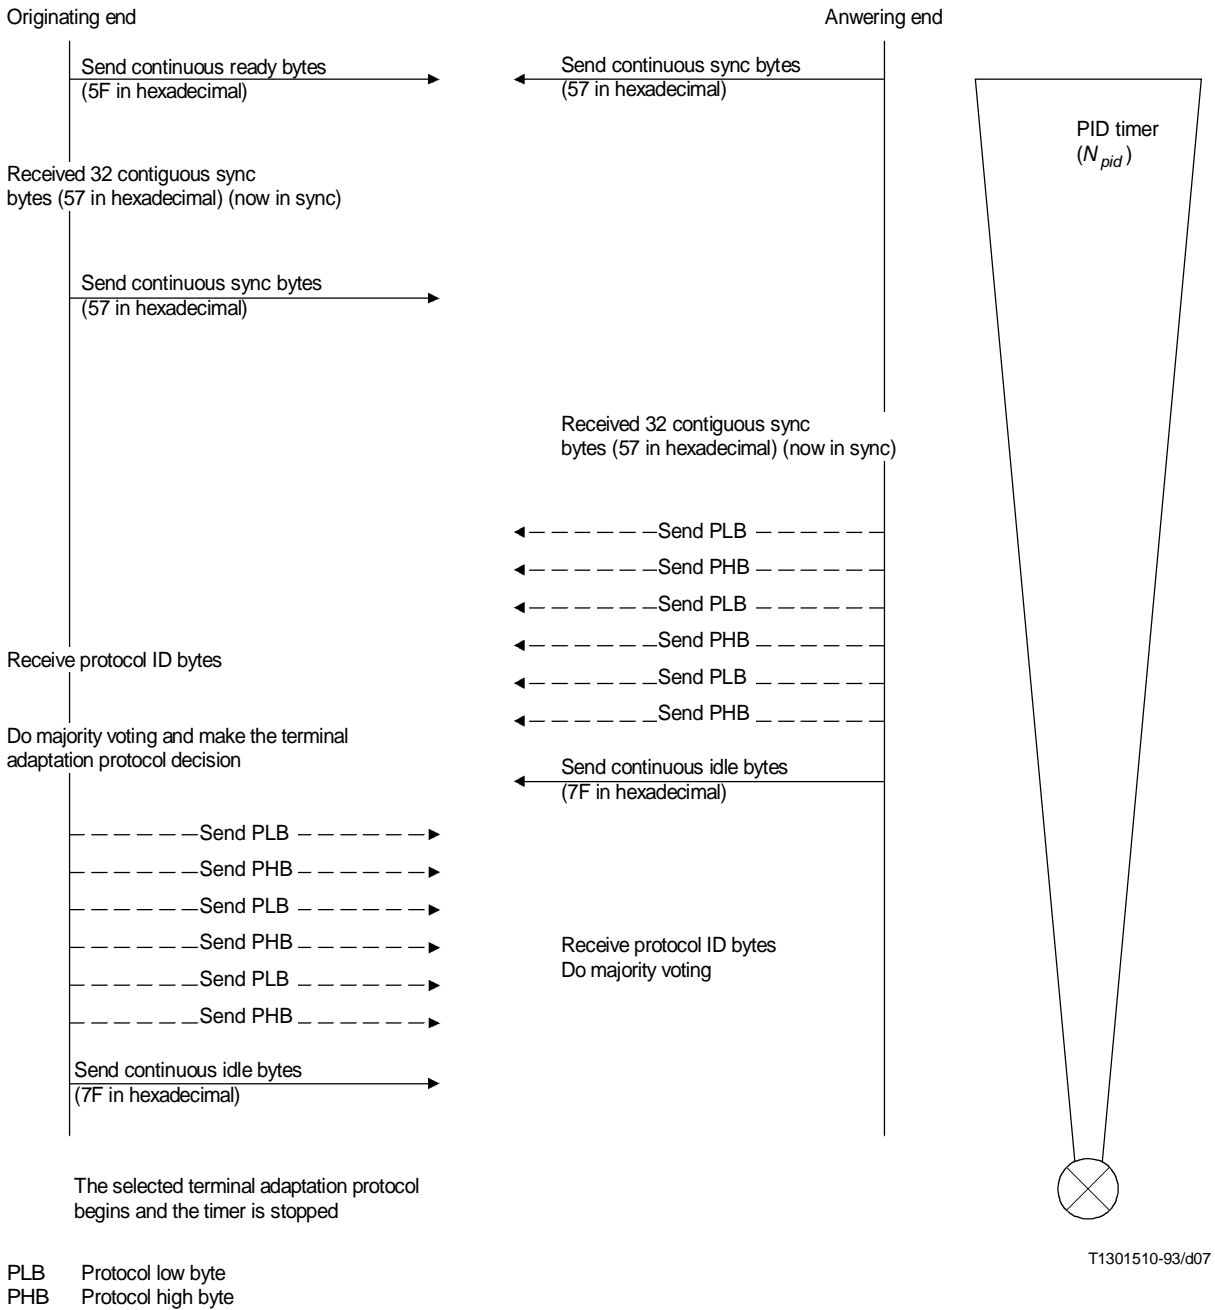 Originating end
Anwering end
Send continuous ready bytes
(5F in hexadecimal)
Send continuous sync bytes
(57 in hexadecimal)
PID timer
(N pid )
Received 32 contiguous sync
bytes (57 in hexadecimal) (now in sync)
Send continuous sync bytes
(57 in hexadecimal)
Received 32 contiguous sync
bytes (57 in hexadecimal) (now in sync)
Send PLB
Send PHB
Send PLB
Send PHB
Send PLB
Send PHB
Receive protocol ID bytes
Do majority voting and make the terminal
adaptation protocol decision
Send continuous idle bytes
(7F in hexadecimal)
Send PLB
Send PHB
Send PLB
Send PHB
Send PLB
Send PHB
Receive protocol ID bytes
Do majority voting
Send continuous idle bytes
(7F in hexadecimal)
The selected terminal adaptation protocol
begins and the timer is stopped
T1301510-93/d07
PLB Protocol low byte
PHB Protocol high byte